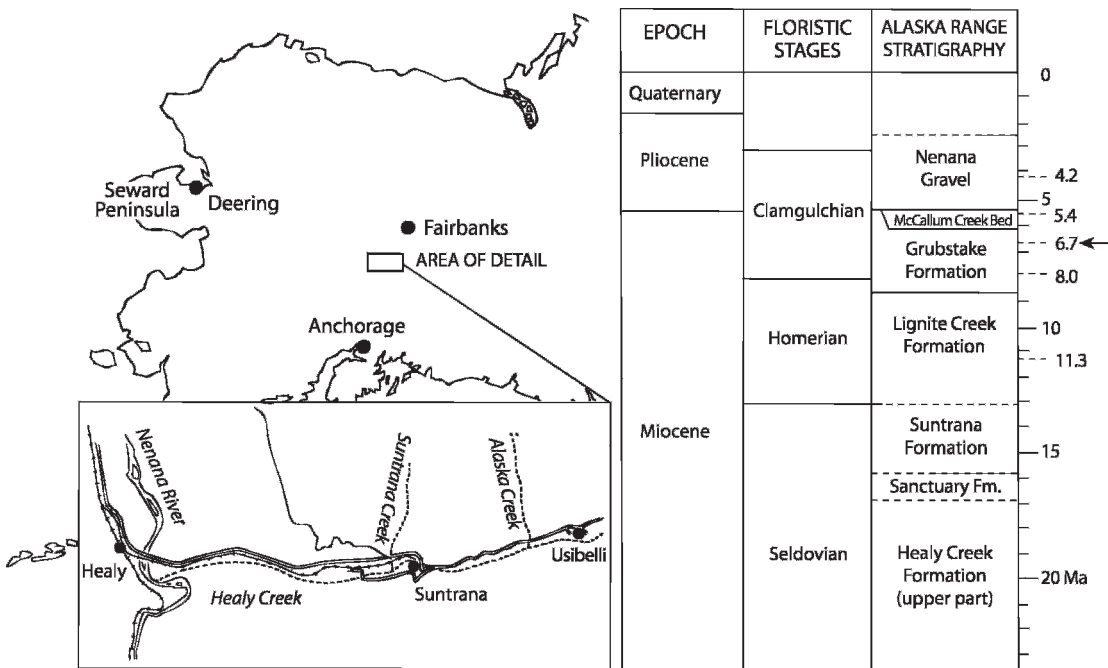 Seward
Peninsula
Deering
Fairbanks
AREA OF DETAIL
Anchorage
Nenana River
Suntrana Creek
Alaska Creek
Healy
Healy Creek
Suntrana
Usibelli
EPOCH
FLORISTIC
STAGES
ALASKA RANGE
STRATIGRAPHY
Quaternary
Pliocene
Miocene
Clamgulchian
Homerian
Seldovian
Nenana
Gravel
McCallum Creek Bed
Grubstake
Formation
Lignite Creek
Formation
Suntrana
Formation
Sanctuary Fm.
Healy Creek
Formation
(upper part)
0
4.2
5
5.4
6.7
8.0
10
11.3
15
20 Ma